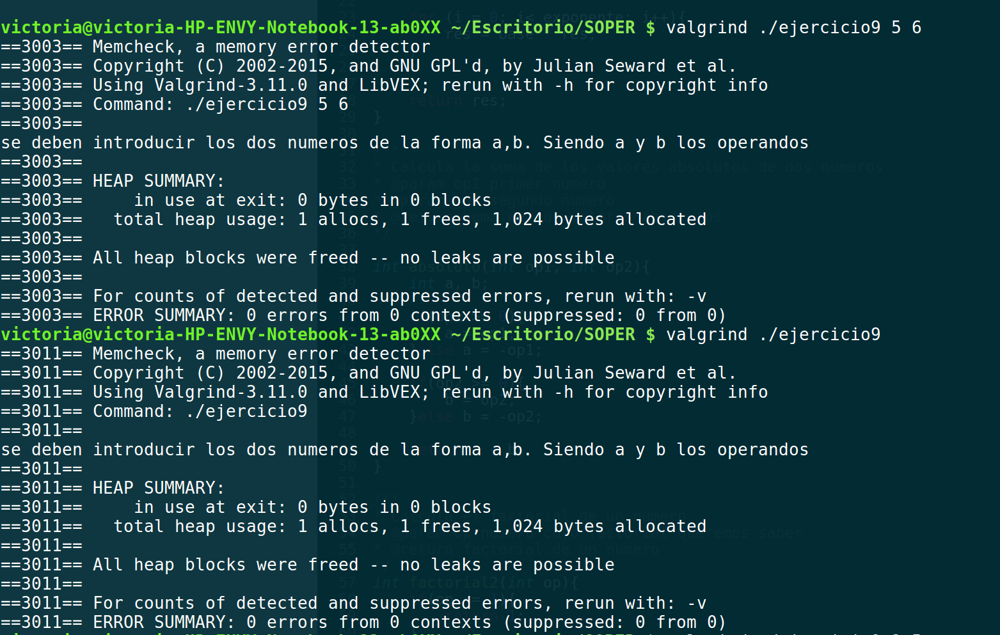 victoria@victoria-HP-ENVY-Notebook-13-ab0XX ~/Escritorio/SOPER $ valgrind ./ejercicio9 5 6
==3003== Memcheck, a memory error detector
==3003== Copyright (C) 2002-2015, and GNU GPL'd, by Julian Seward et al.
==3003== Using Valgrind-3.11.0 and LibVEX; rerun with -h for copyright info
==3003== Command: ./ejercicio9 5 6
==3003==
se deben introducir los dos numeros de la forma a,b. Siendo a y b los operandos
==3003==
==3003== HEAP SUMMARY:
==3003==     in use at exit: 0 bytes in 0 blocks
==3003==   total heap usage: 1 allocs, 1 frees, 1,024 bytes allocated
==3003==
==3003== All heap blocks were freed -- no leaks are possible
==3003==
==3003== For counts of detected and suppressed errors, rerun with: -v
==3003== ERROR SUMMARY: 0 errors from 0 contexts (suppressed: 0 from 0)
victoria@victoria-HP-ENVY-Notebook-13-ab0XX ~/Escritorio/SOPER $ valgrind ./ejercicio9
==3011== Memcheck, a memory error detector
==3011== Copyright (C) 2002-2015, and GNU GPL'd, by Julian Seward et al.
==3011== Using Valgrind-3.11.0 and LibVEX; rerun with -h for copyright info
==3011== Command: ./ejercicio9
==3011==
se deben introducir los dos numeros de la forma a,b. Siendo a y b los operandos
==3011==
==3011== HEAP SUMMARY:
==3011==     in use at exit: 0 bytes in 0 blocks
==3011==   total heap usage: 1 allocs, 1 frees, 1,024 bytes allocated
==3011==
==3011== All heap blocks were freed -- no leaks are possible
==3011==
==3011== For counts of detected and suppressed errors, rerun with: -v
==3011== ERROR SUMMARY: 0 errors from 0 contexts (suppressed: 0 from 0)